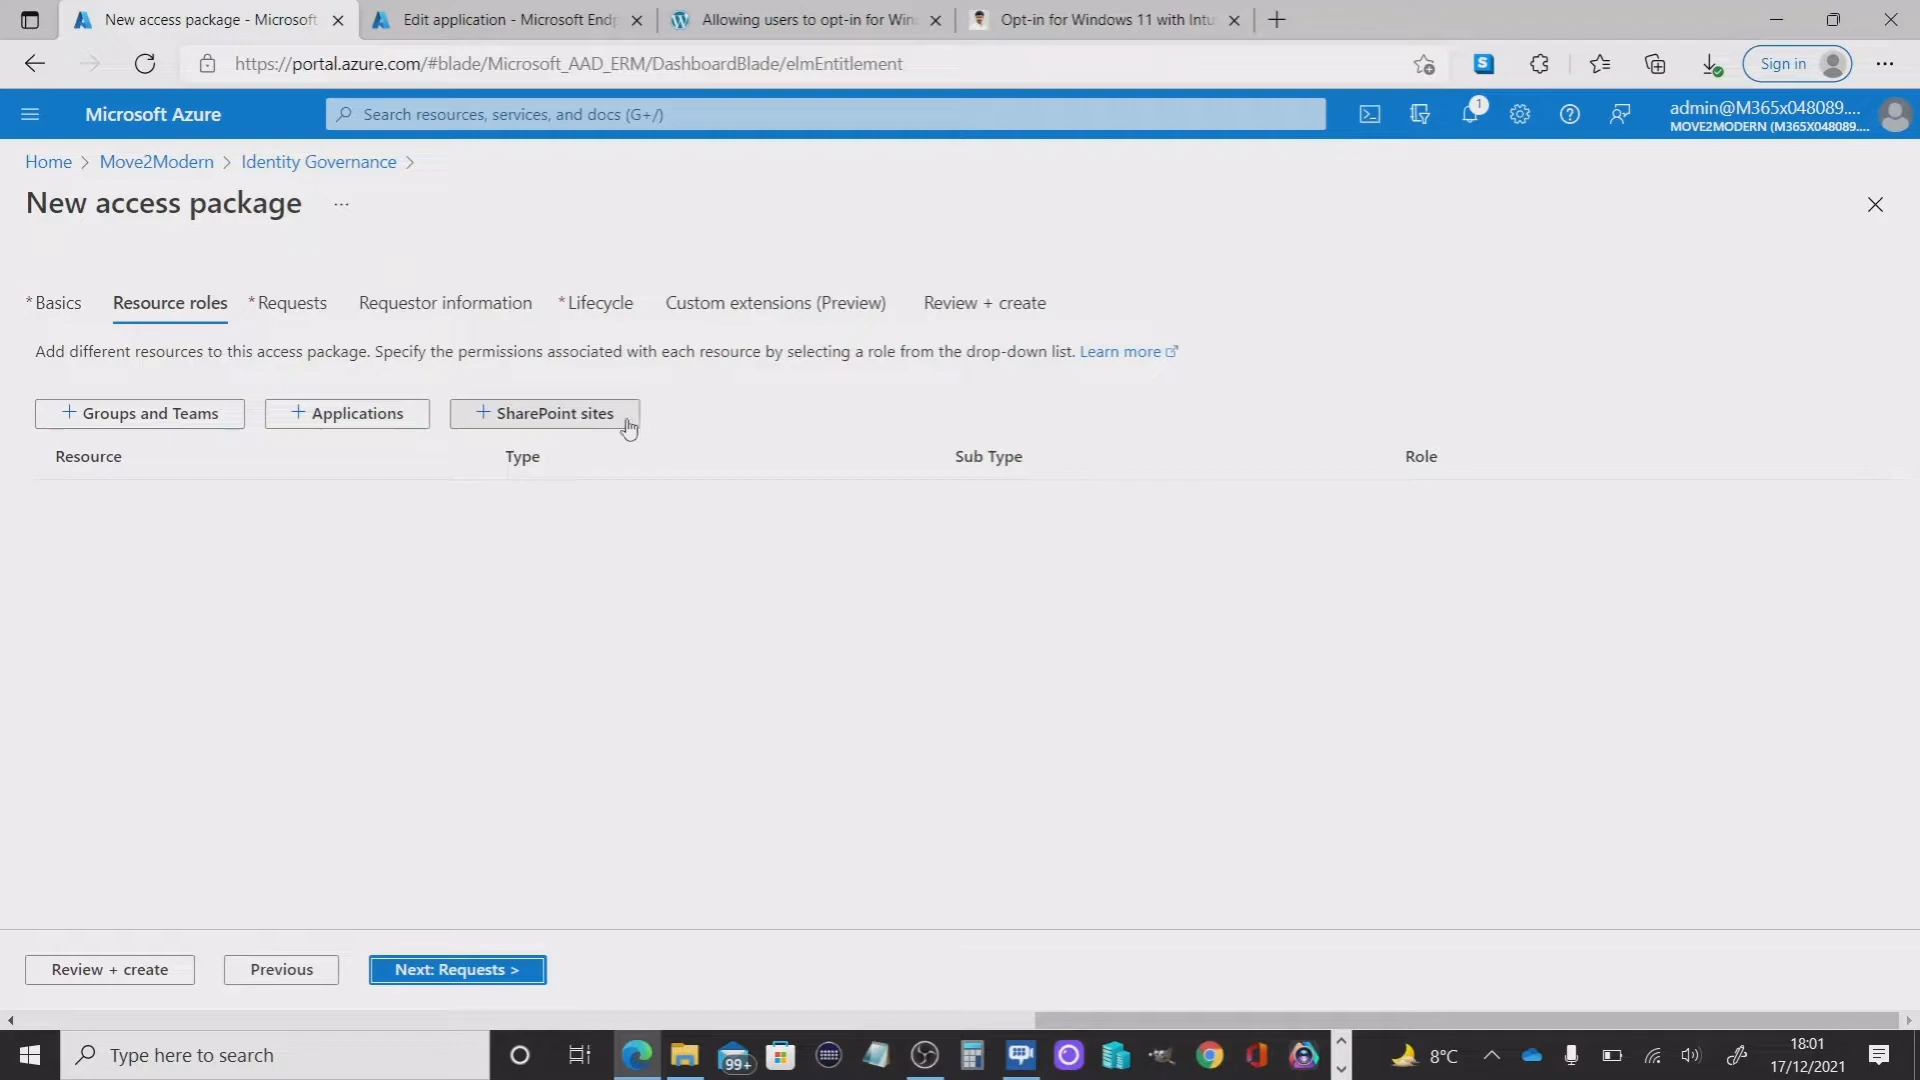 New access package - Microsoft
Edit application - Microsoft Endp
Allowing users to opt-in for Win
Opt-in for Windows 11 with Intu
https://portal.azure.com/#blade/Microsoft_AAD_ERM/DashboardBlade/elmEntitlement
S
Sign in
Microsoft Azure
Search resources, services, and docs (G+/)
1
admin@M365x048089....
MOVE2MODERN (M365X048089....
Home > Move2Modern > Identity Governance >
New access package ...
*Basics Resource roles *Requests Requestor information *Lifecycle Custom extensions (Preview) Review + create
Add different resources to this access package. Specify the permissions associated with each resource by selecting a role from the drop-down list. Learn more
+ Groups and Teams + Applications + SharePoint sites
Resource Type Sub Type Role
Review + create Previous Next: Requests >
Type here to search
99+
8°C
18:01
17/12/2021